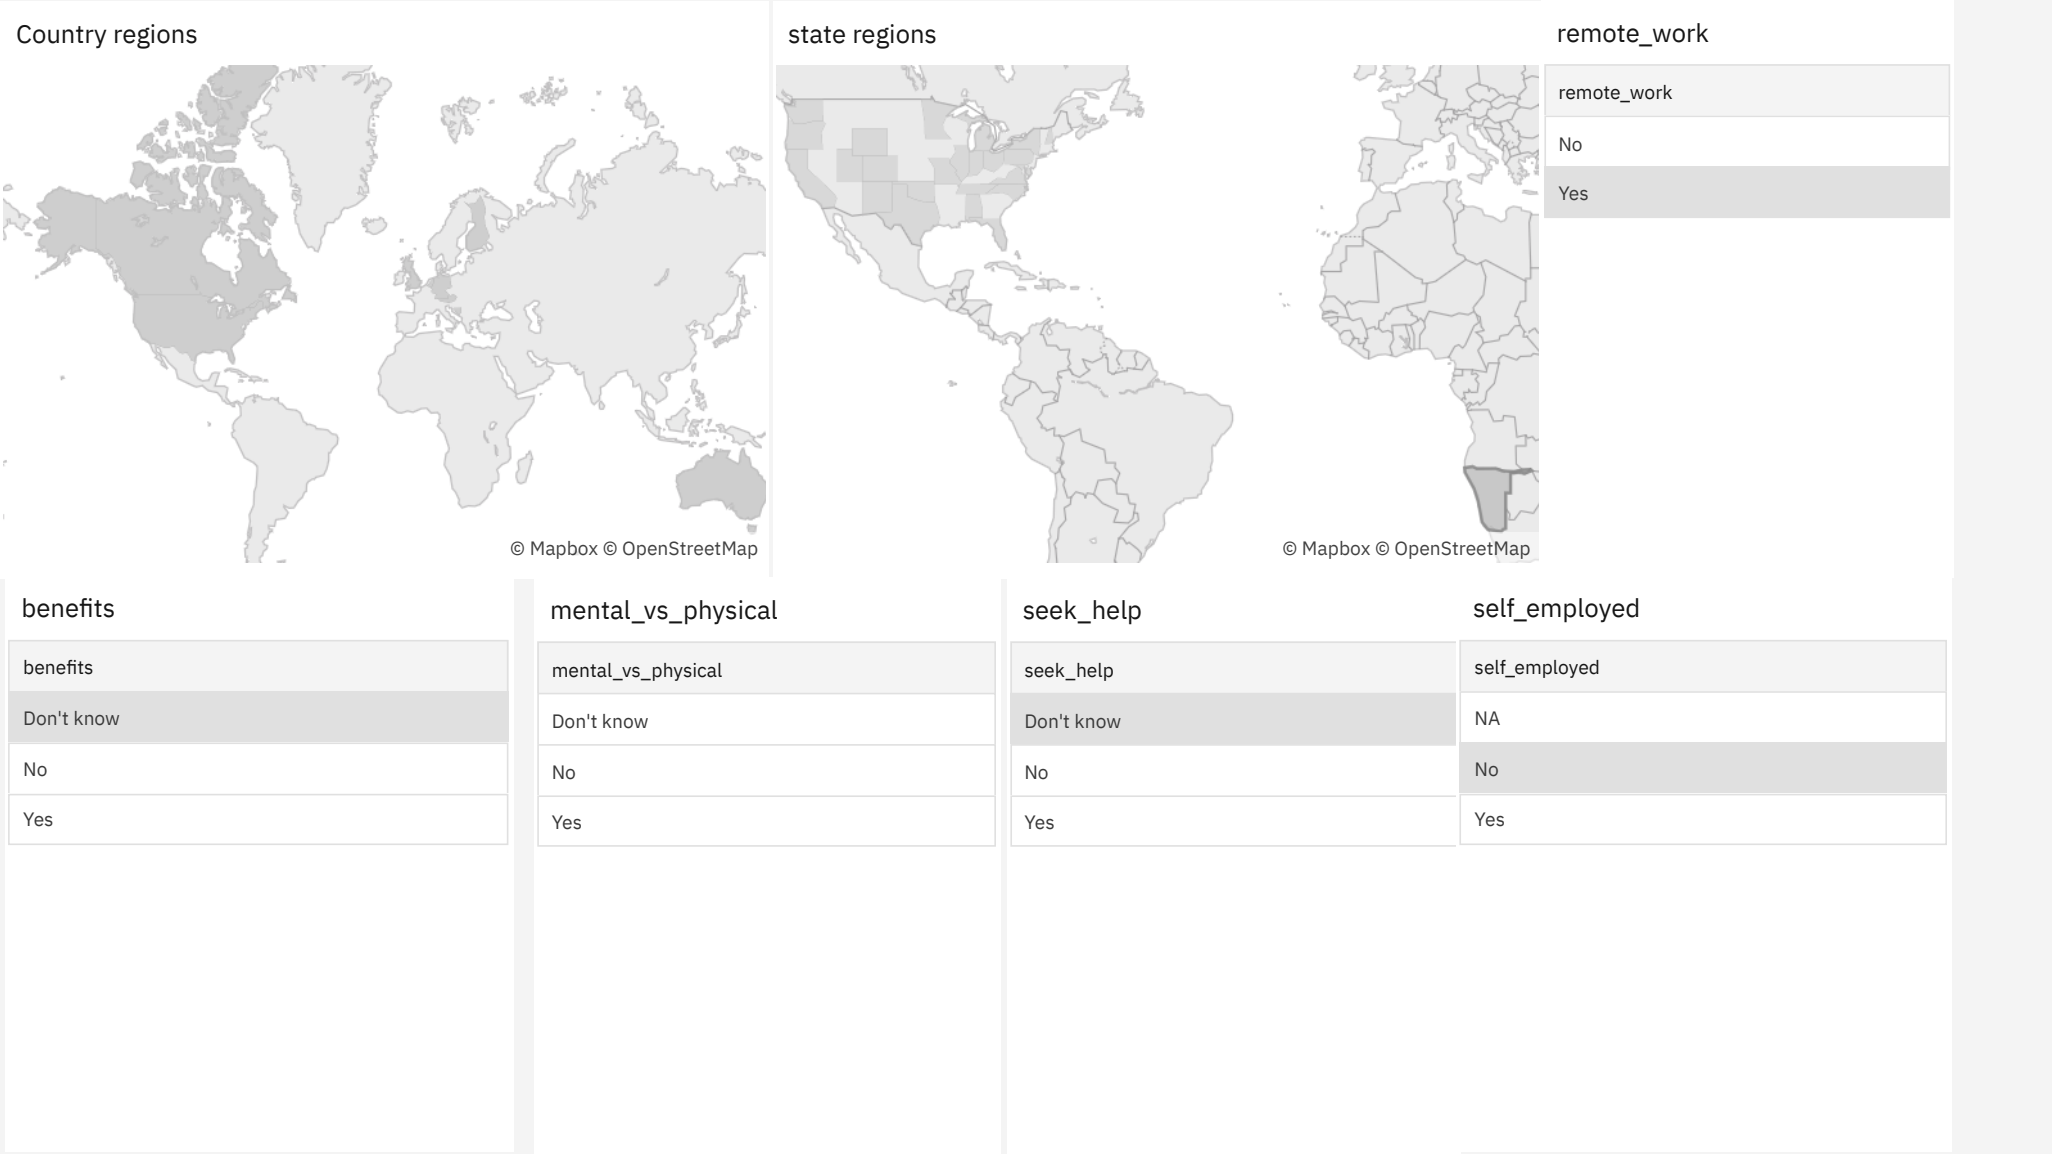 Country regions
© Mapbox © OpenStreetMap
state regions
© Mapbox © OpenStreetMap
remote_work
remote_work
No
Yes
benefits
benefits
Don't know
No
Yes
mental_vs_physical
mental_vs_physical
Don't know
No
Yes
seek_help
seek_help
Don't know
No
Yes
self_employed
self_employed
NA
No
Yes